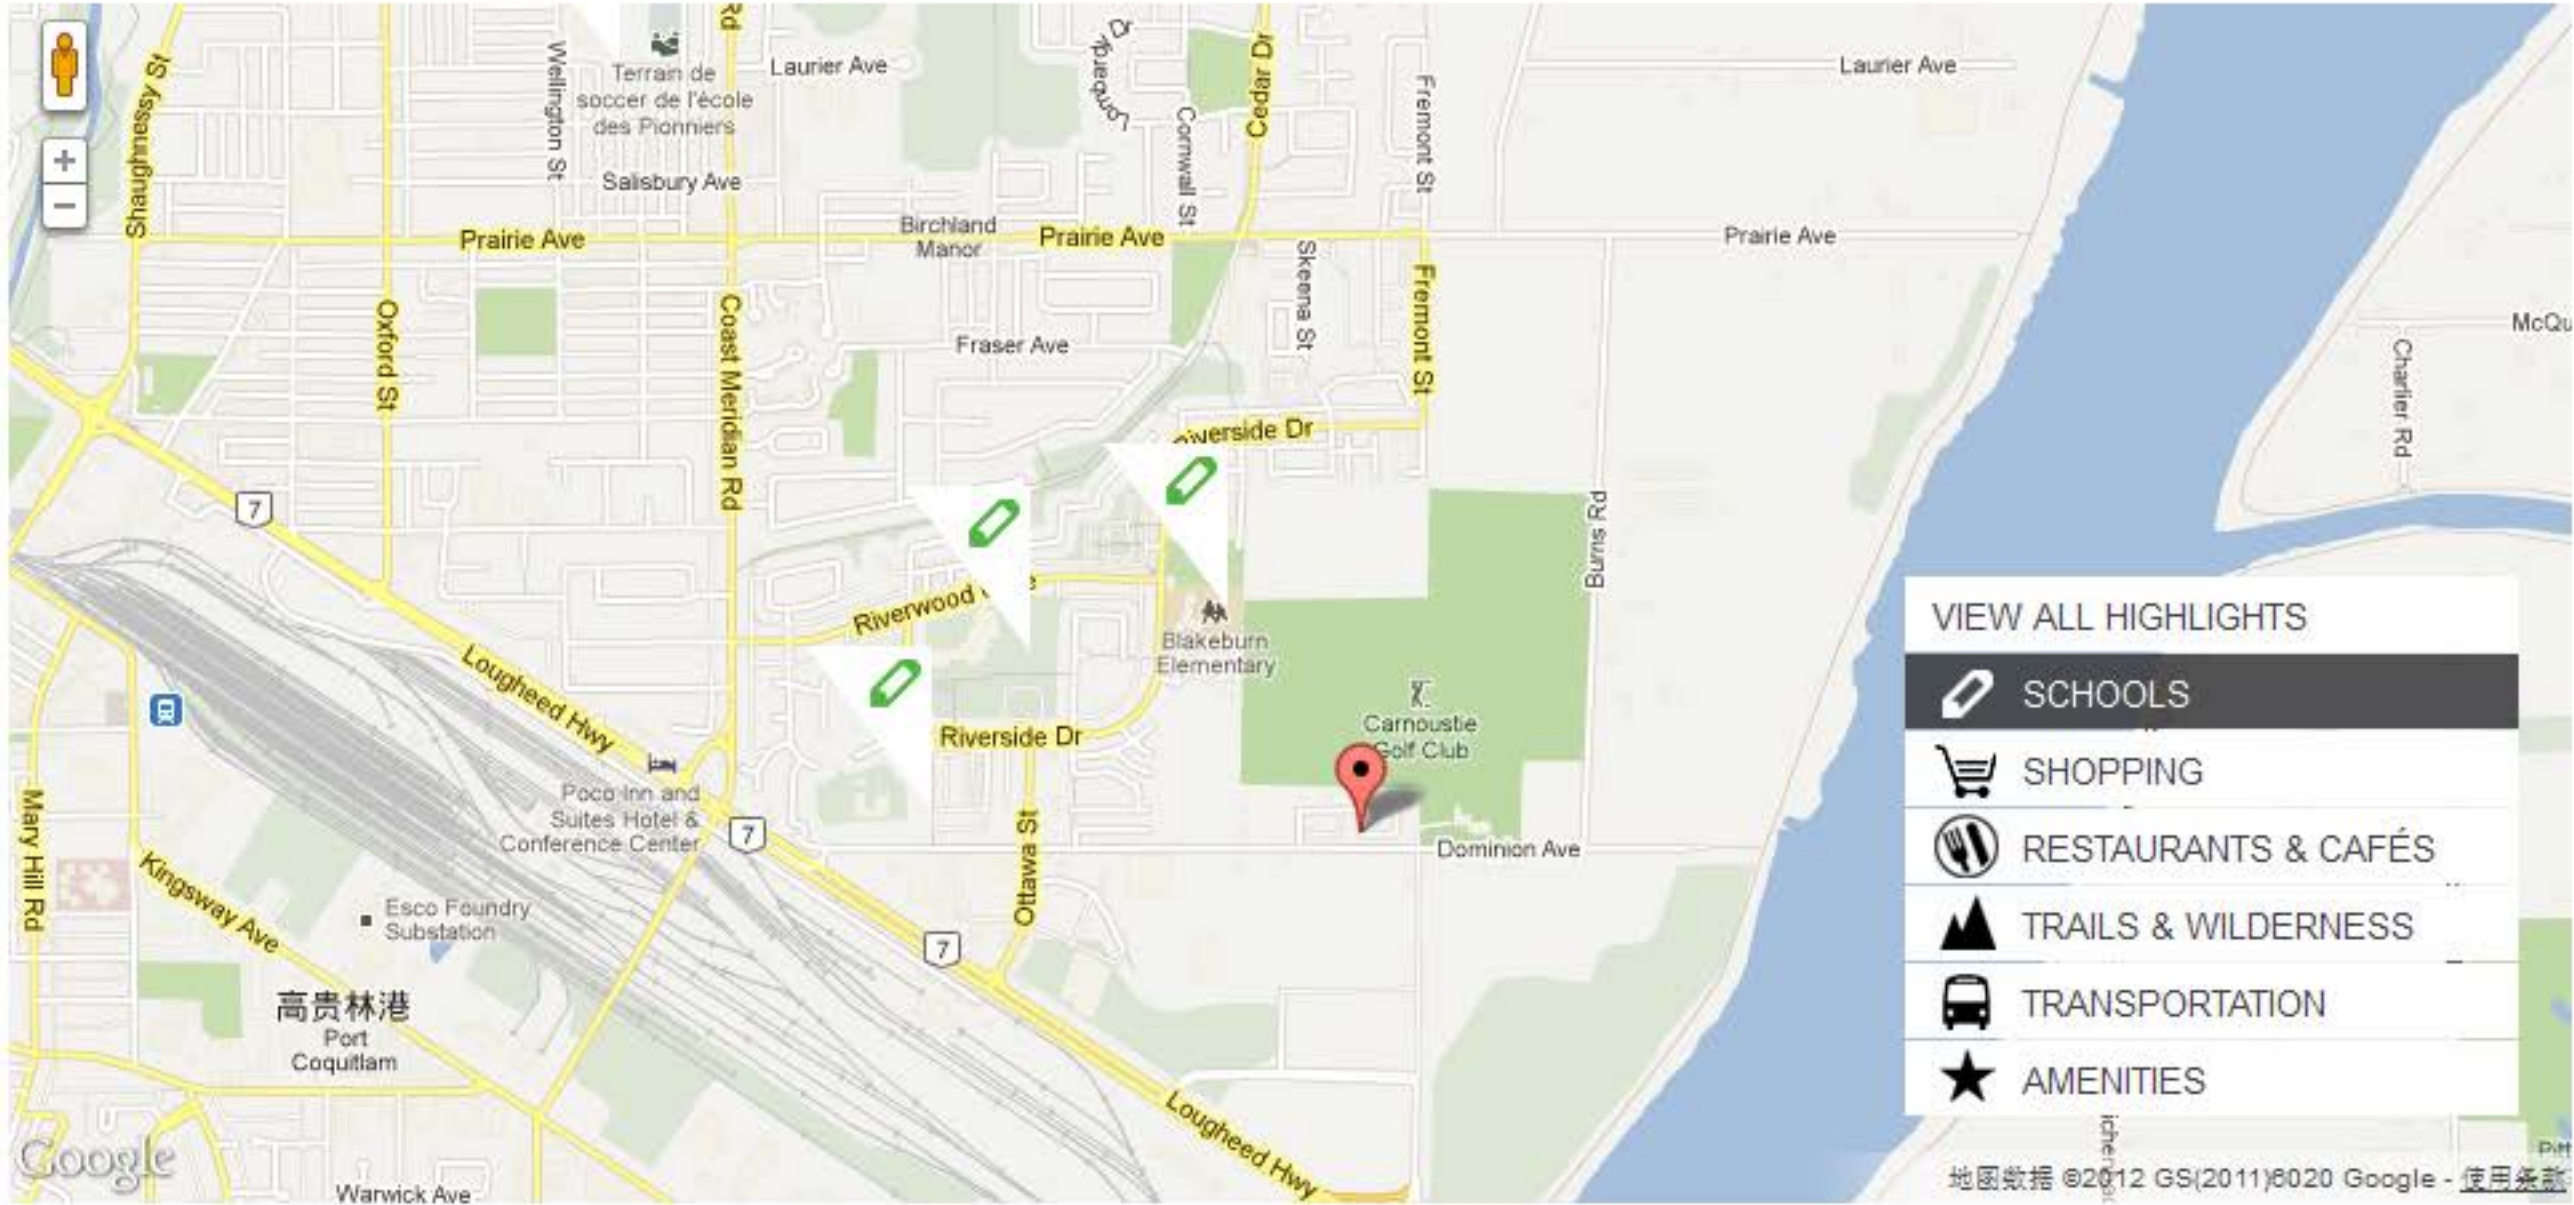 Rd
Laurier Ave
Laurier Ave
Shaughnessy St
Wellington St
Terrain de
soccer de l'école
des Pionniers
Lombardy Dr
Cornwall St
Cedar Dr
Fremont St
+
−
Salisbury Ave
Prairie Ave
Birchland
Manor
Prairie Ave
Prairie Ave
Oxford St
Coast Meridian Rd
Fraser Ave
Skeena St
Fremont St
Charlier Rd
Riverside Dr
7
Burns Rd
Riverwood
Blakeburn
Elementary
Lougheed Hwy
Riverside Dr
Carnoustie
Golf Club
Mary Hill Rd
Poco Inn and
Suites Hotel &
Conference Center
7
Ottawa St
Dominion Ave
Kingsway Ave
Esco Foundry
Substation
7
高贵林港
Port
Coquitlam
Lougheed Hwy
Google
Warwick Ave
VIEW ALL HIGHLIGHTS
SCHOOLS
SHOPPING
RESTAURANTS & CAFÉS
TRAILS & WILDERNESS
TRANSPORTATION
AMENITIES
地图数据 ©2012 GS(2011)6020 Google - 使用条款